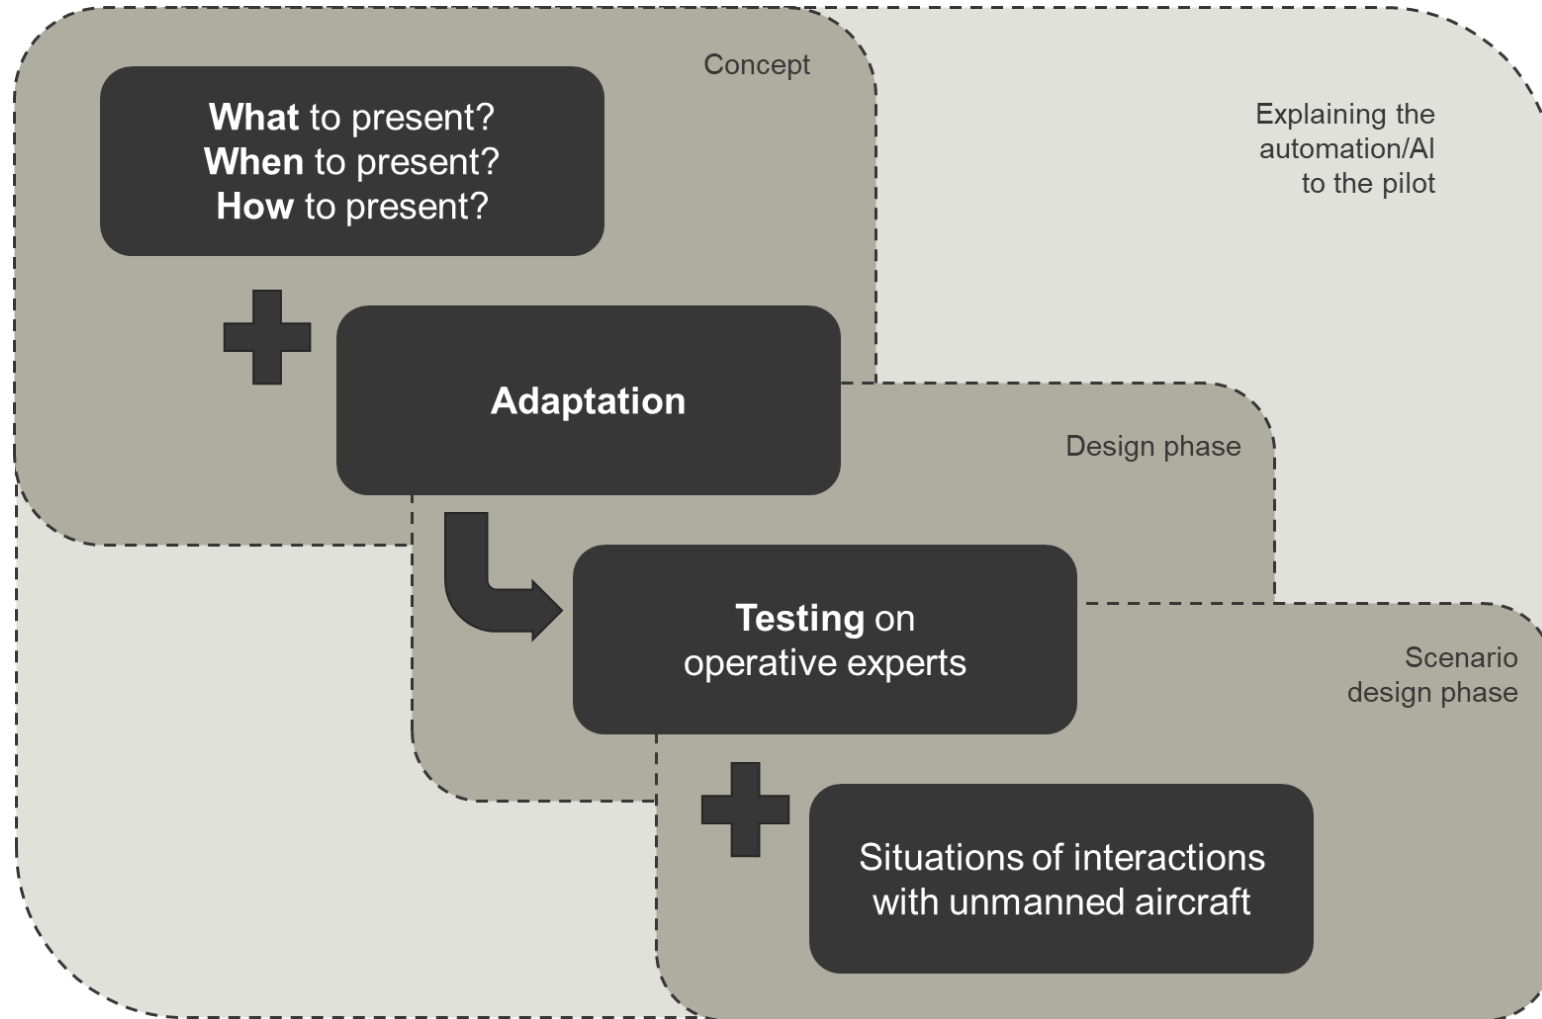 Concept
What to present?
When to present?
How to present?
Explaining the
automation/AI
to the pilot
Adaptation
Design phase
Testing on
operative experts
Scenario
design phase
Situations of interactions
with unmanned aircraft